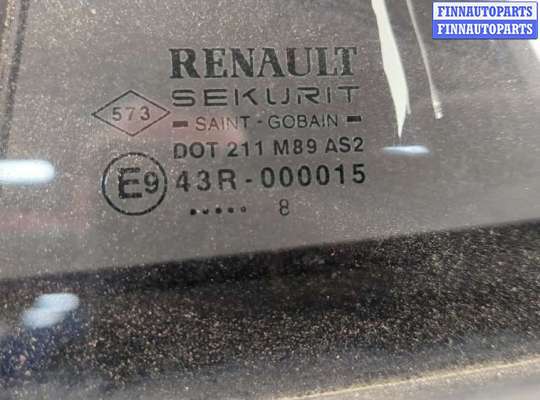 FINNAUTOPARTS
FINNAUTOPARTS
RENAULT
SEKURIT
573
SAINT - GOBAIN
DOT 211 M89 AS2
E9 43R-000015
..... 8